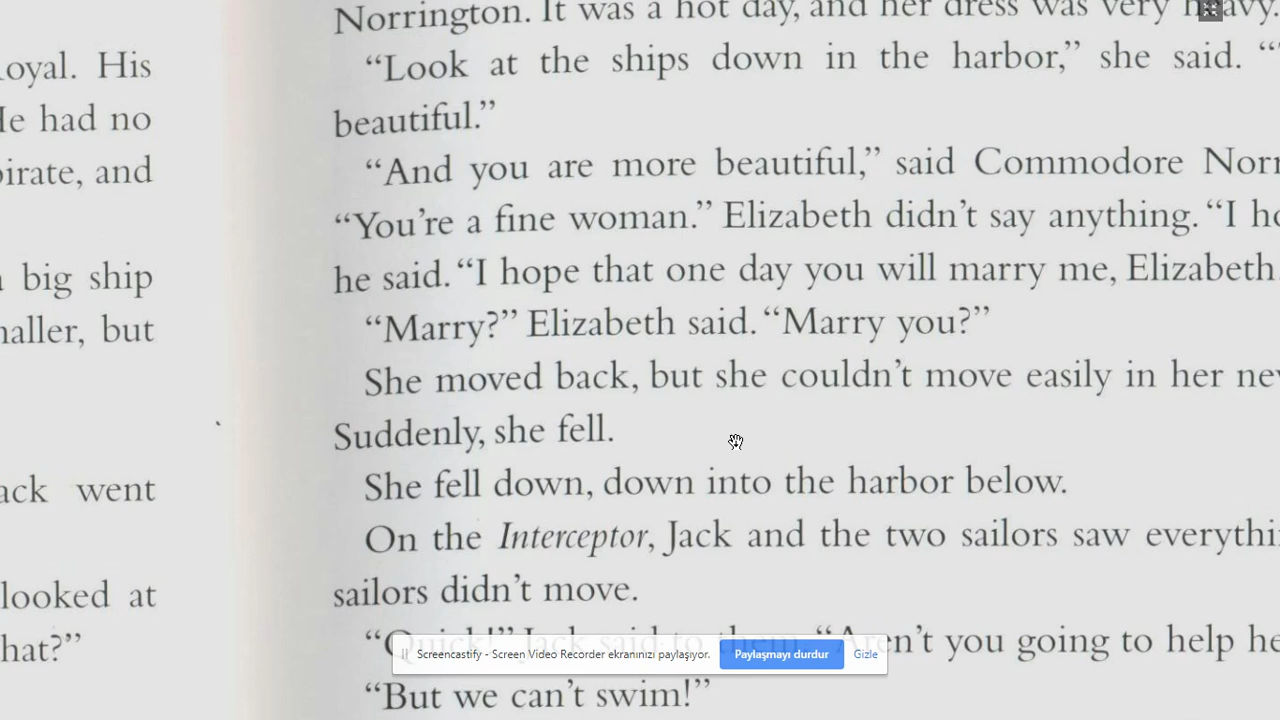 Royal. His
He had no
pirate, and
big ship
smaller, but
ack went
looked at
hat?”
Norrington. It was a hot day, and her dress was very heavy.
“Look at the ships down in the harbor,” she said. “
beautiful.”
“And you are more beautiful,” said Commodore Norr
“You’re a fine woman.” Elizabeth didn’t say anything. “I ho
he said. “I hope that one day you will marry me, Elizabeth
“Marry?” Elizabeth said. “Marry you?”
She moved back, but she couldn’t move easily in her new
Suddenly, she fell.
She fell down, down into the harbor below.
On the Interceptor, Jack and the two sailors saw everythi
sailors didn’t move.
“Quick!” Jack said to them. “Aren’t you going to help he
Screencastify - Screen Video Recorder ekranınızı paylaşıyor. Paylaşmayı durdur Gizle
“But we can’t swim!”